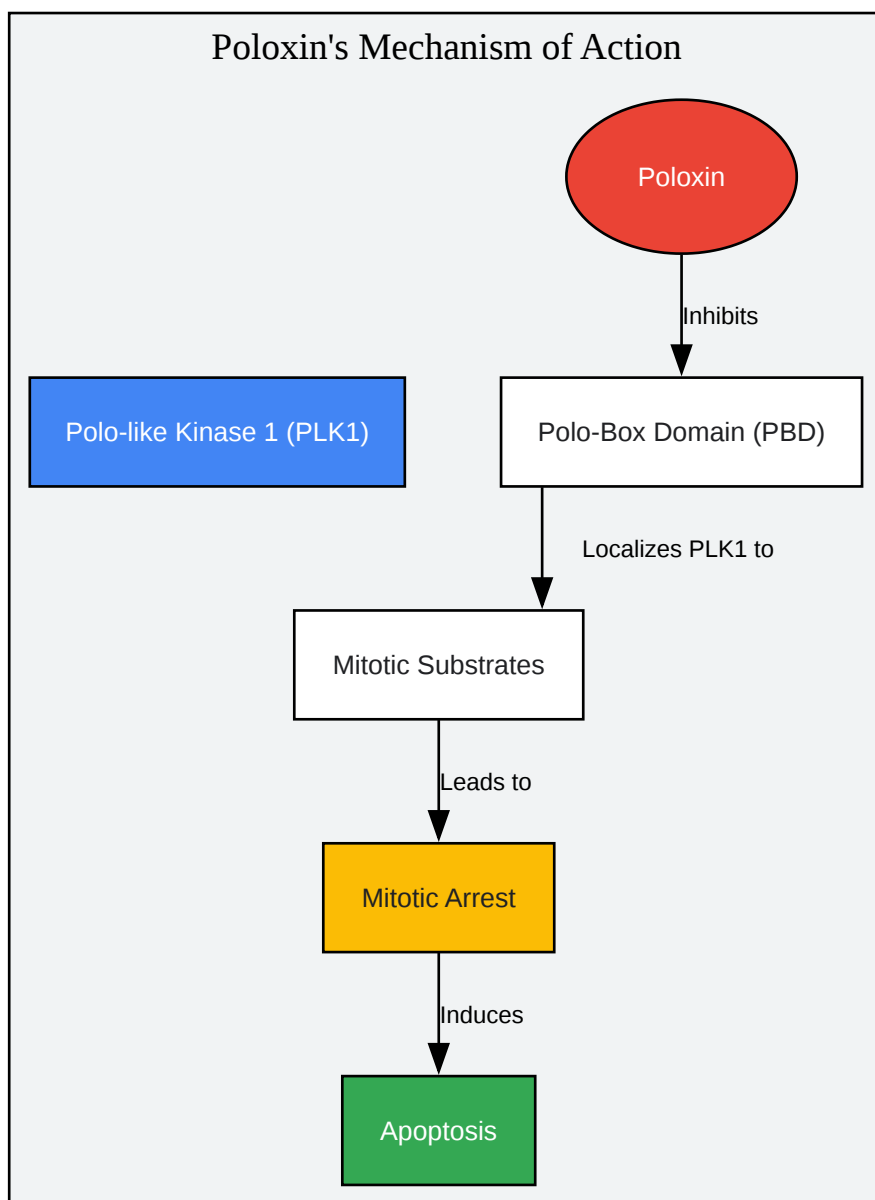 Poloxin's Mechanism of Action
Poloxin
Inhibits
Polo-like Kinase 1 (PLK1)
Polo-Box Domain (PBD)
Localizes PLK1 to
Mitotic Substrates
Leads to
Mitotic Arrest
Induces
Apoptosis